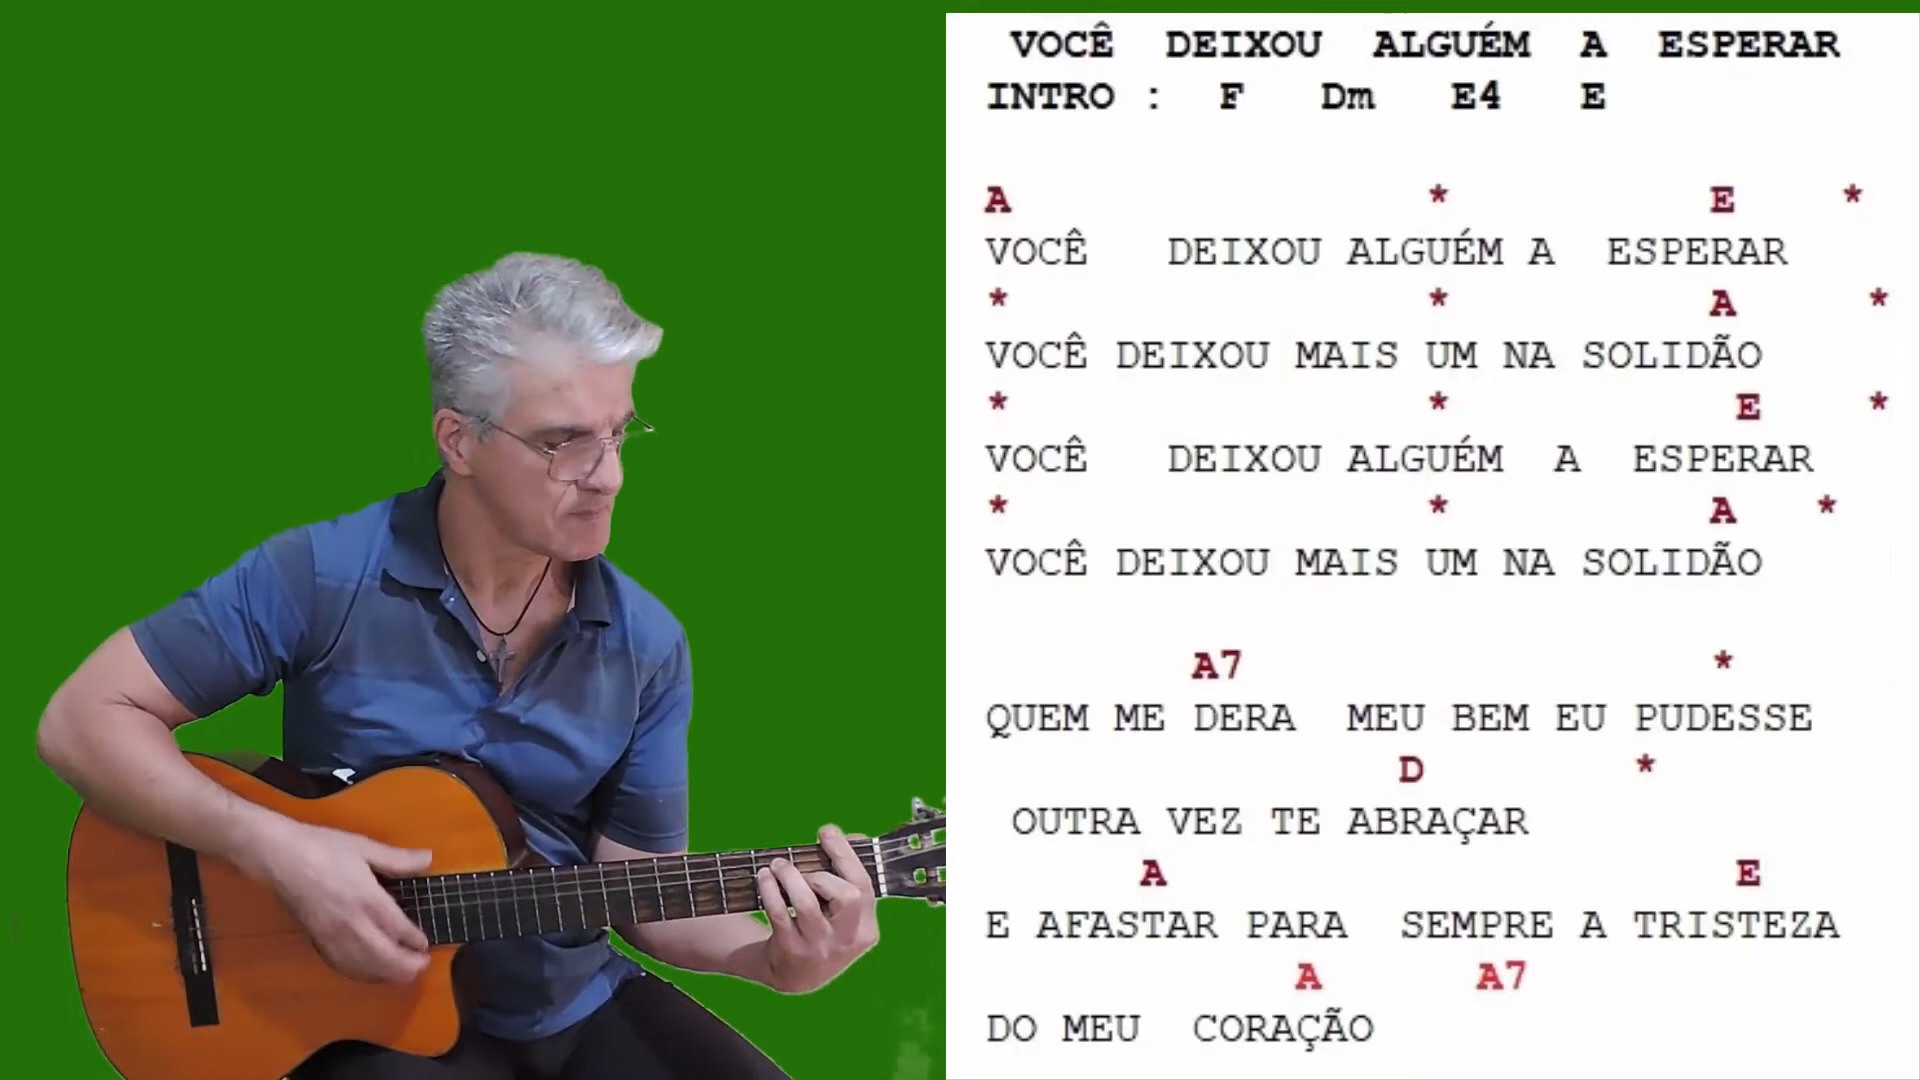 VOCÊ DEIXOU ALGUÉM A ESPERAR
INTRO : F Dm E4 E
A * E *
VOCÊ DEIXOU ALGUÉM A ESPERAR
* * A *
VOCÊ DEIXOU MAIS UM NA SOLIDÃO
* * E *
VOCÊ DEIXOU ALGUÉM A ESPERAR
* * A *
VOCÊ DEIXOU MAIS UM NA SOLIDÃO
A7 *
QUEM ME DERA MEU BEM EU PUDESSE
D *
OUTRA VEZ TE ABRAÇAR
A E
E AFASTAR PARA SEMPRE A TRISTEZA
A A7
DO MEU CORAÇÃO